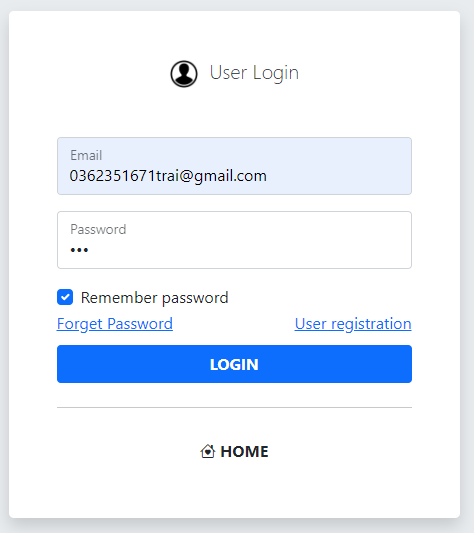 User Login
Email
0362351671trai@gmail.com
Password
•••
Remember password
Forget Password User registration
LOGIN
HOME